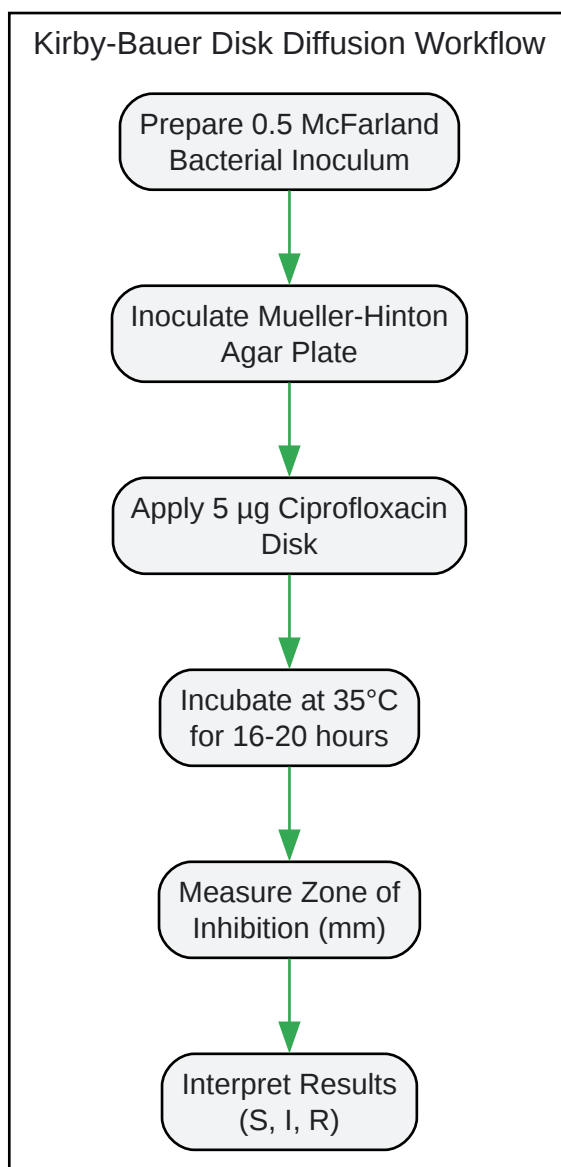 Kirby-Bauer Disk Diffusion Workflow
Prepare 0.5 McFarland
Bacterial Inoculum
Inoculate Mueller-Hinton
Agar Plate
Apply 5 µg Ciprofloxacin
Disk
Incubate at 35°C
for 16-20 hours
Measure Zone of
Inhibition (mm)
Interpret Results
(S, I, R)